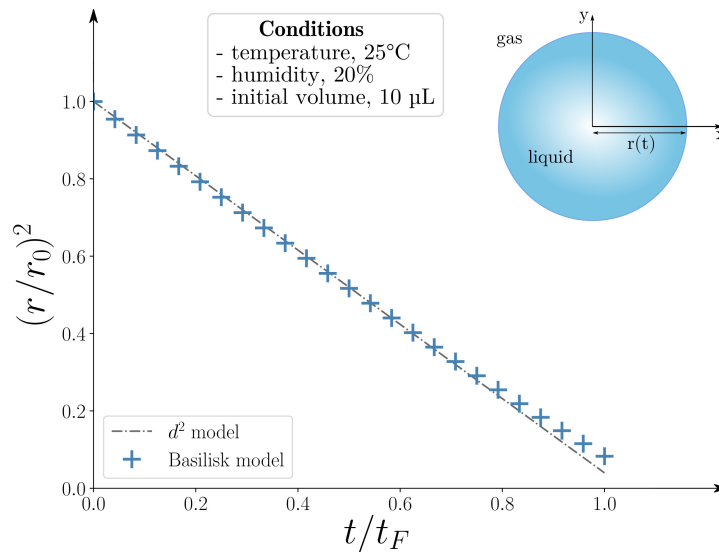 Conditions
- temperature, 25°C
- humidity, 20%
- initial volume, 10 µL
gas
y
liquid
r(t)
x
(r/r₀)²
1.0
0.8
0.6
0.4
0.2
0.0
d² model
Basilisk model
0.0 0.2 0.4 0.6 0.8 1.0
t/t_F